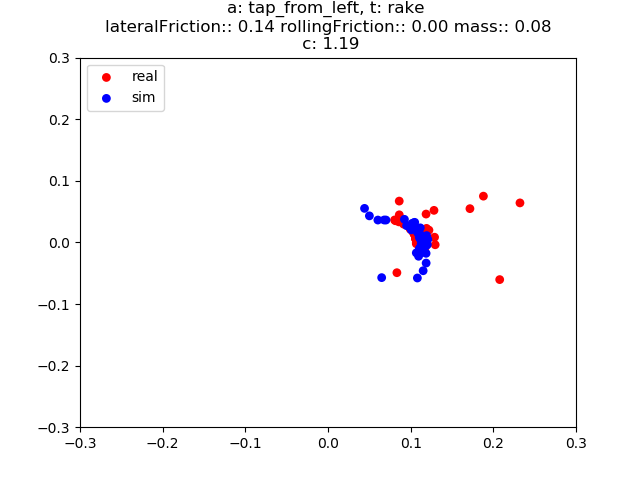 a: tap_from_left, t: rake
lateralFriction:: 0.14 rollingFriction:: 0.00 mass:: 0.08
c: 1.19
real
sim
0.3
0.2
0.1
0.0
−0.1
−0.2
−0.3
−0.3
−0.2
−0.1
0.0
0.1
0.2
0.3